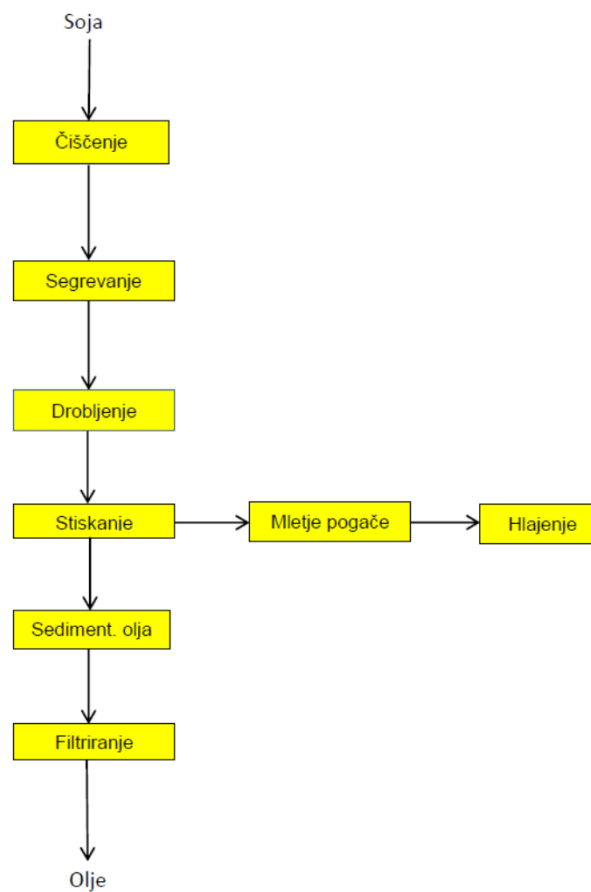 Soja
Čiščenje
Segrevanje
Drobljenje
Stiskanje
Mletje pogače
Hlajenje
Sediment. olja
Filtriranje
Olje